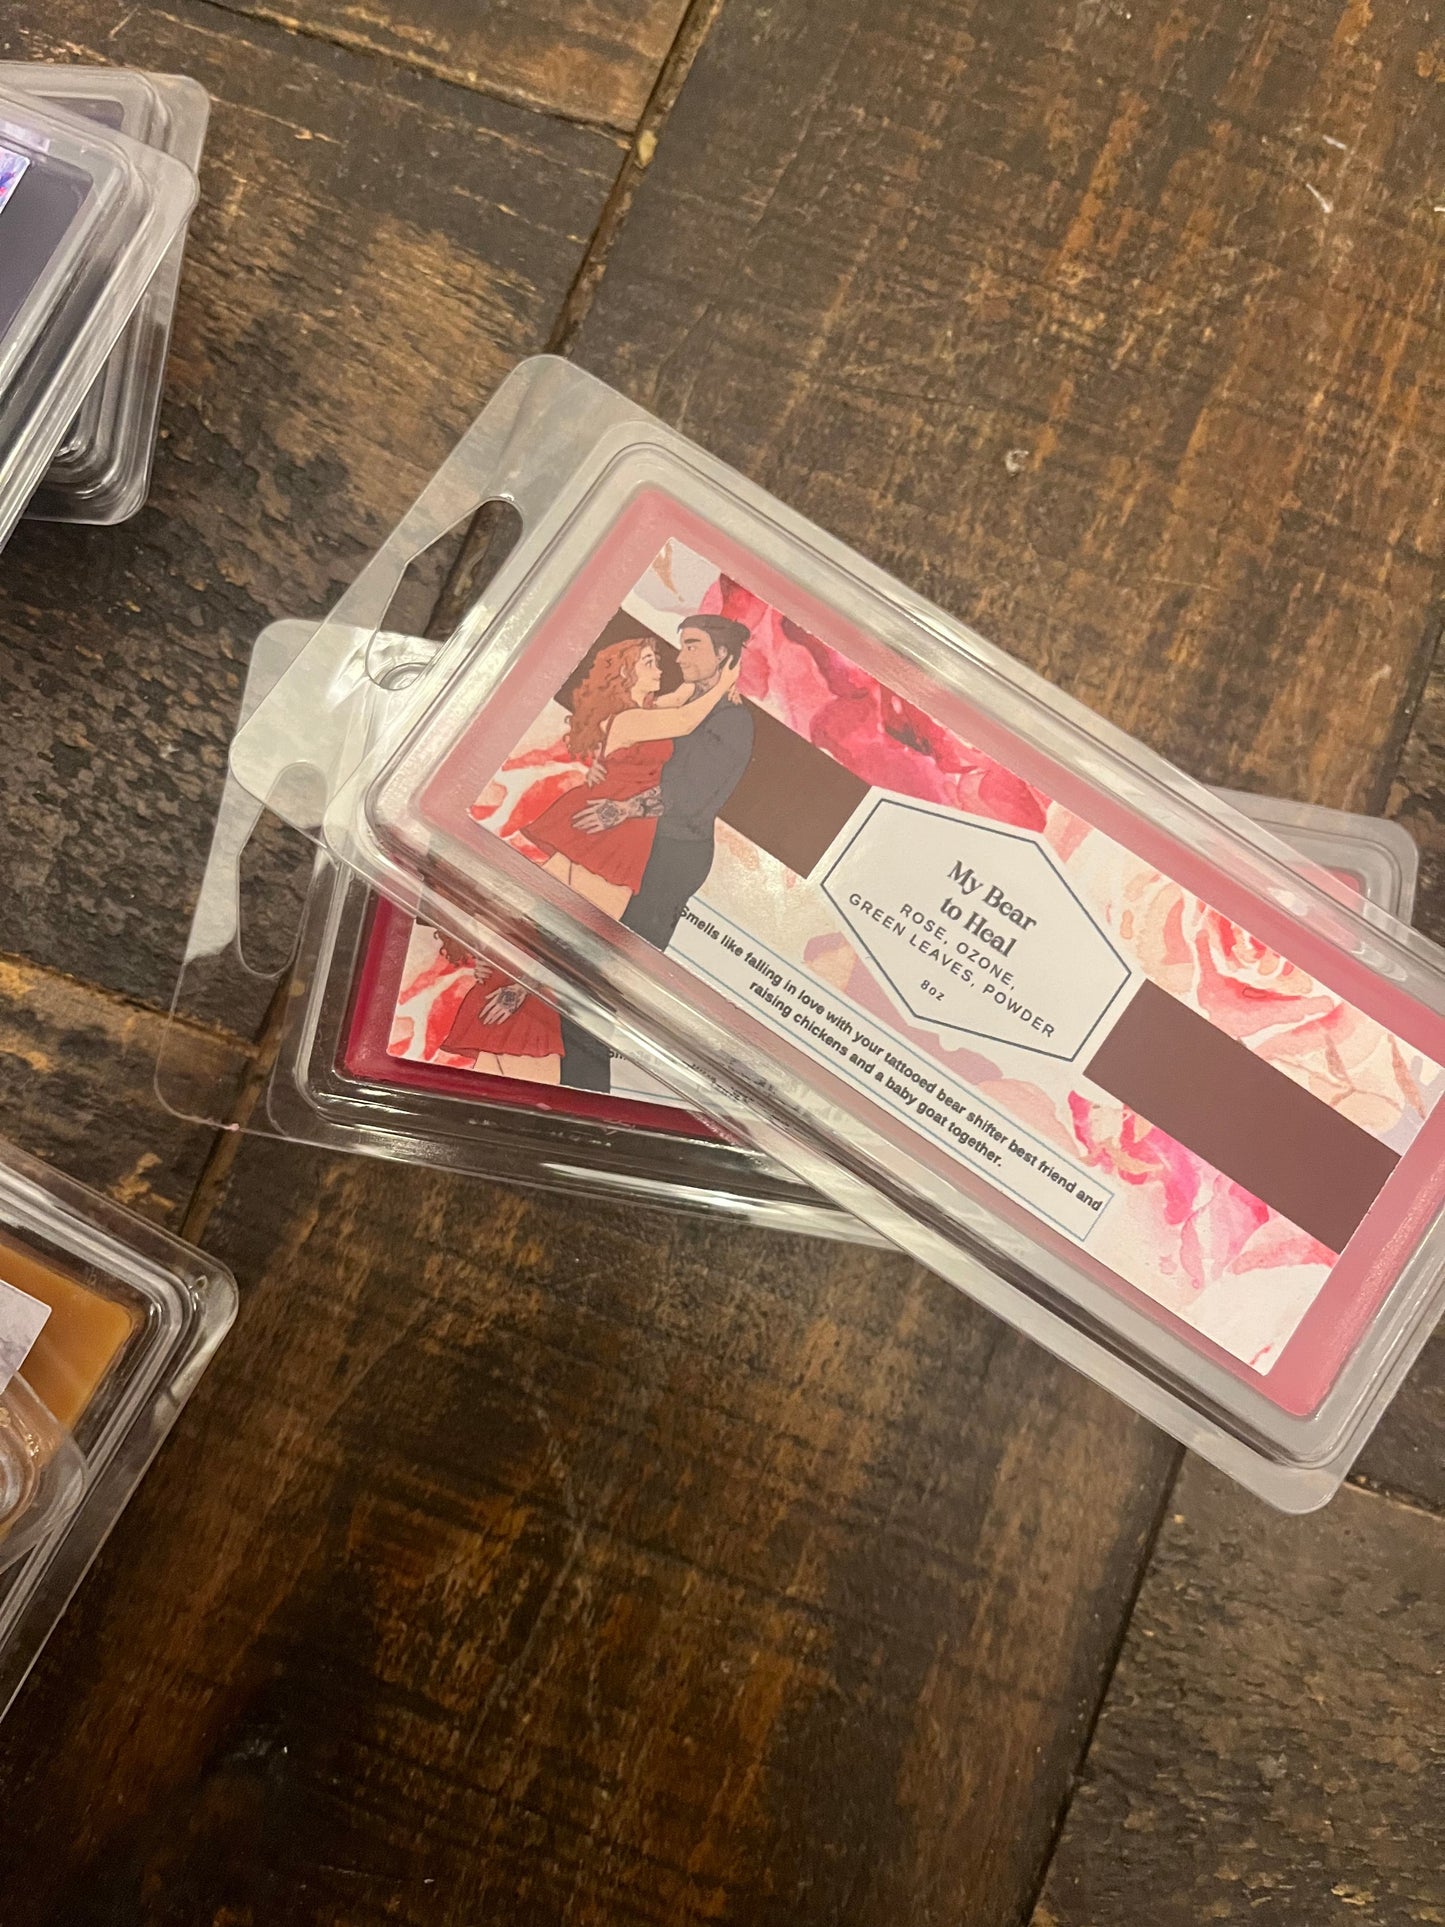 My Bear
to Heal
ROSE, OZONE,
GREEN LEAVES, POWDER
8oz
Smells like falling in love with your tattooed bear shifter best friend and
raising chickens and a baby goat together.